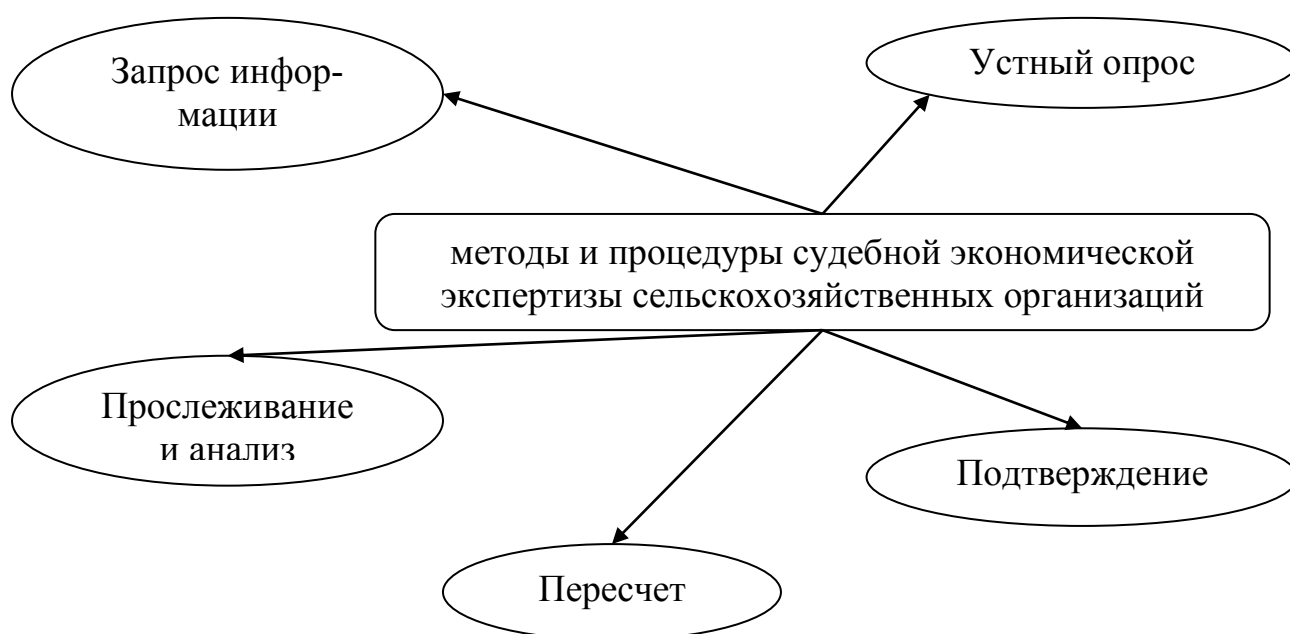 Запрос инфор-
мации
Устный опрос
методы и процедуры судебной экономической
экспертизы сельскохозяйственных организаций
Прослеживание
и анализ
Подтверждение
Пересчет